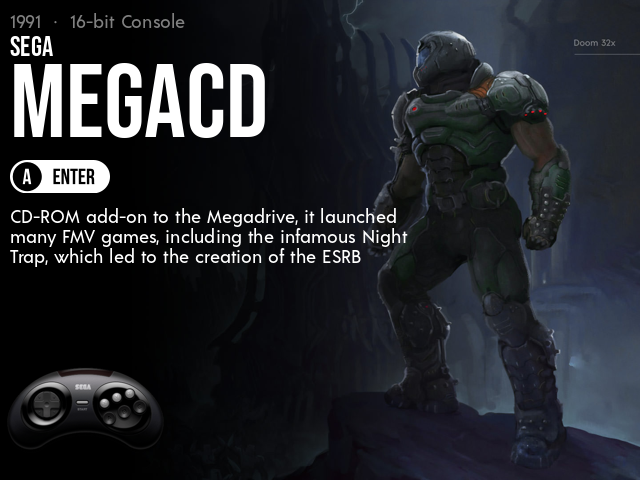 1991 · 16-bit Console
SEGA
MEGACD
Doom 32x
A ENTER
CD-ROM add-on to the Megadrive, it launched
many FMV games, including the infamous Night
Trap, which led to the creation of the ESRB
SEGA